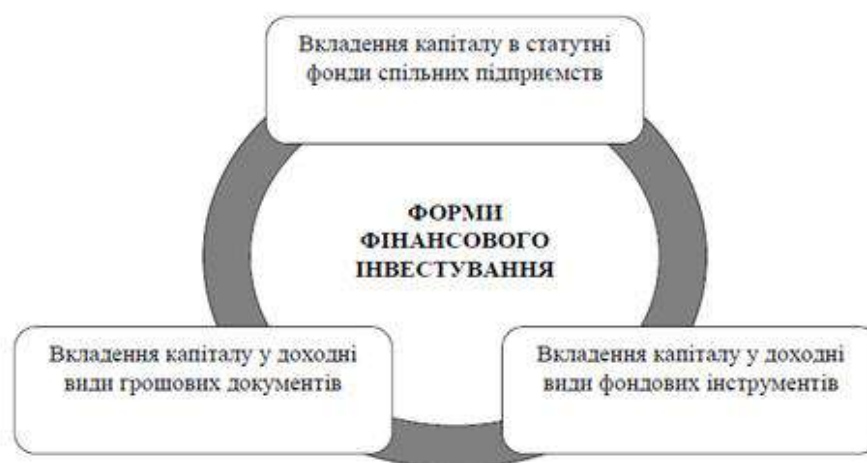 Вкладення капіталу в статутні
фонди спільних підприємств
ФОРМИ
ФІНАНСОВОГО
ІНВЕСТУВАННЯ
Вкладення капіталу у доходні
види грошових документів
Вкладення капіталу у доходні
види фондових інструментів